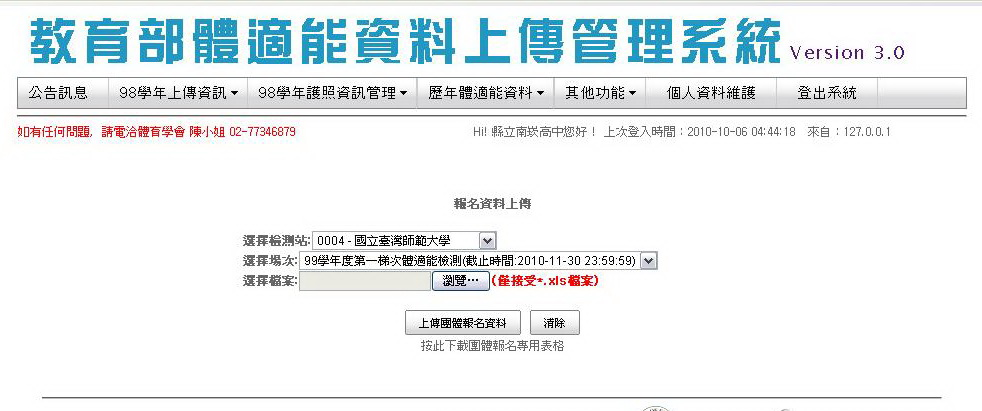 教育部體適能資料上傳管理系統 Version 3.0
公告訊息 98學年上傳資訊 98學年護照資訊管理 歷年體適能資料 其他功能 個人資料維護 登出系統
如有任何問題, 請電洽體育學會 陳小姐 02-77346879 Hi! 縣立南崁高中您好！ 上次登入時間：2010-10-06 04:44:18 來自：127.0.0.1
報名資料上傳
選擇檢測站: 0004 - 國立臺灣師範大學
選擇場次: 99學年度第一梯次體適能檢測(截止時間:2010-11-30 23:59:59)
選擇檔案: 瀏覽… (僅接受*.xls檔案)
上傳團體報名資料 清除
按此下載團體報名專用表格